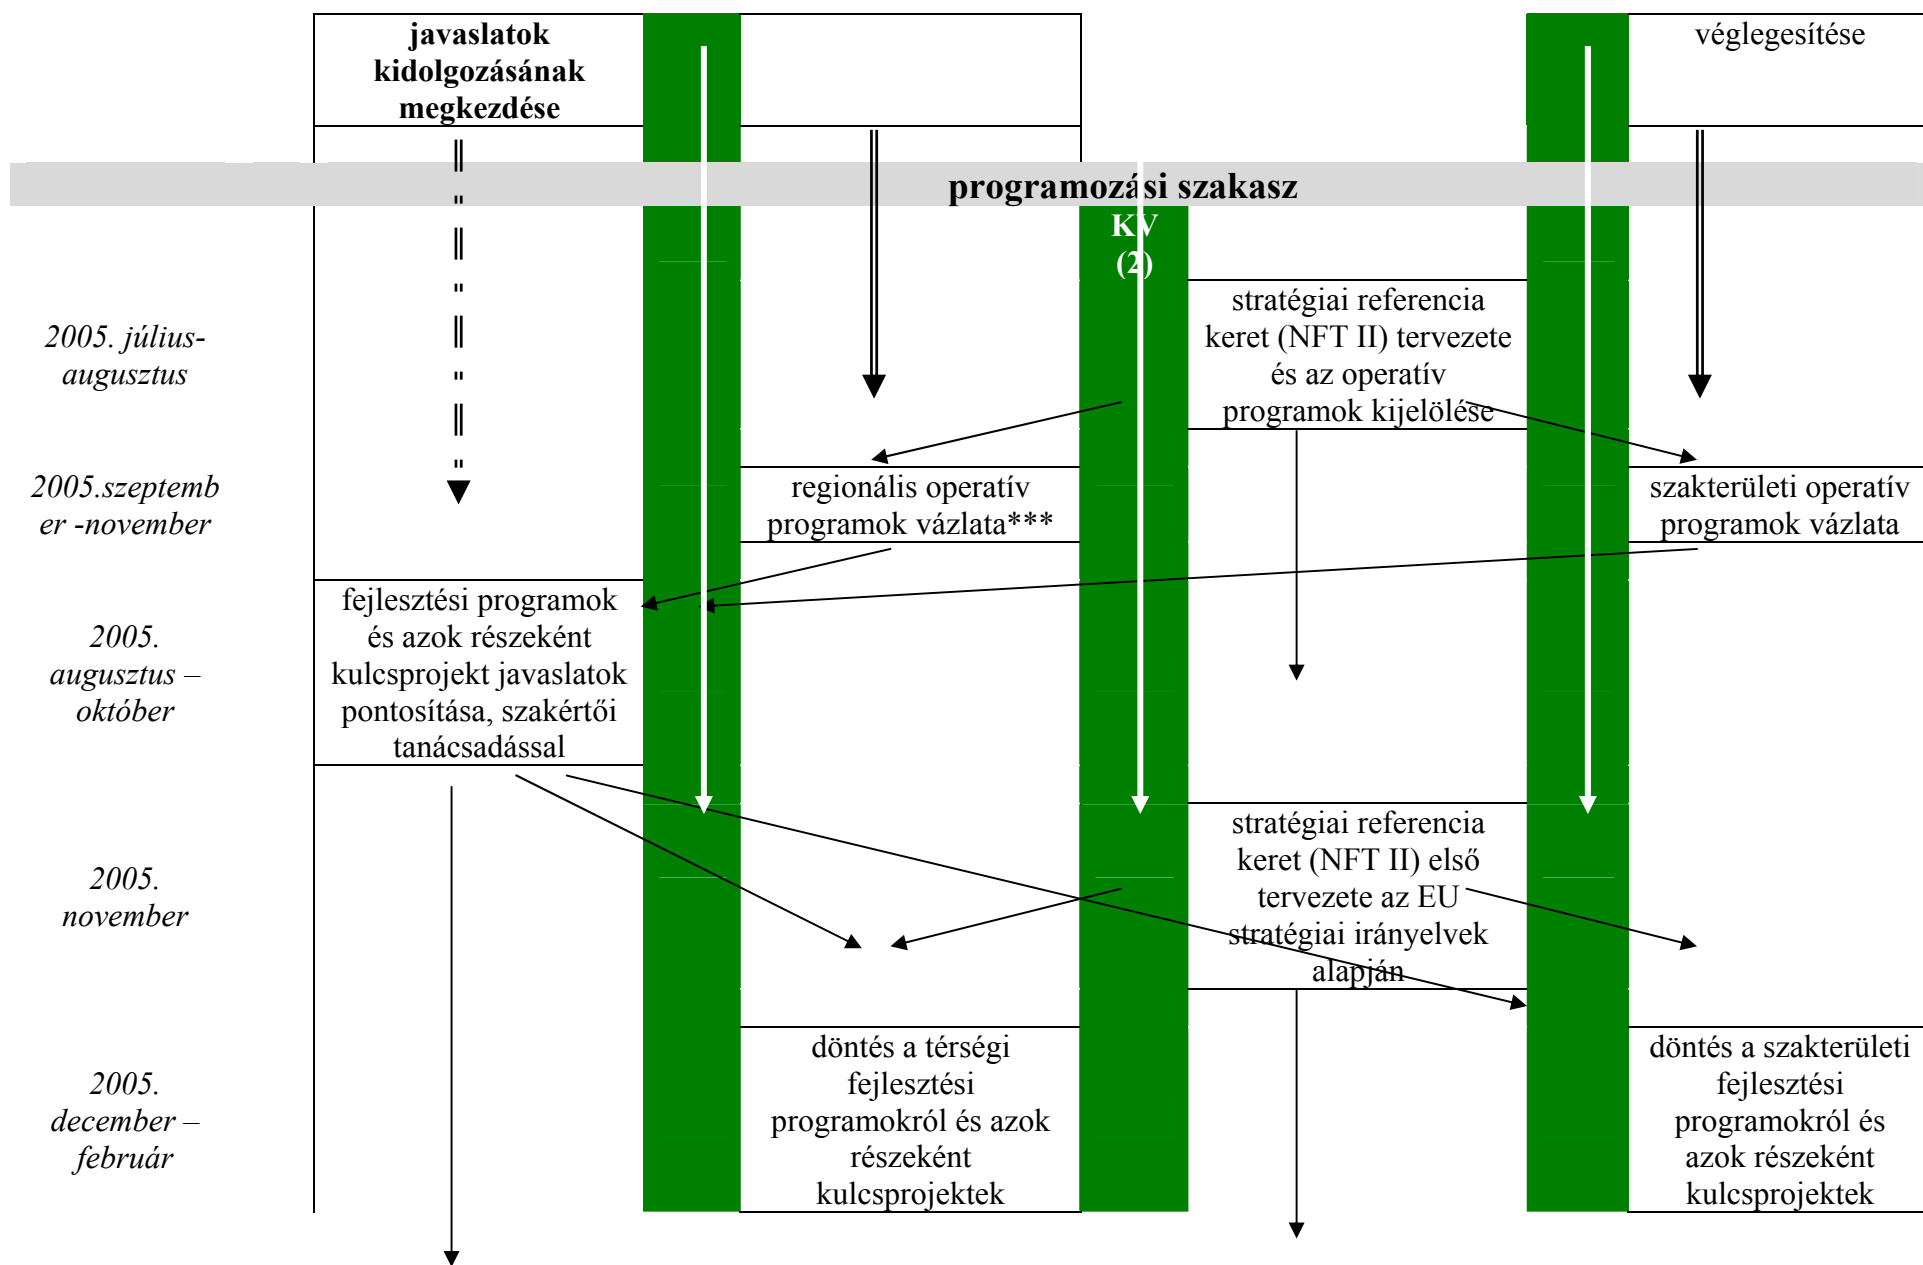 javaslatok
kidolgozásának
megkezdése
véglegesítése
programozási szakasz
KV
(2)
2005. július-
augusztus
stratégiai referencia
keret (NFT II) tervezete
és az operatív
programok kijelölése
2005.szeptemb
er -november
regionális operatív
programok vázlata***
szakterületi operatív
programok vázlata
2005.
augusztus –
október
fejlesztési programok
és azok részeként
kulcsprojekt javaslatok
pontosítása, szakértői
tanácsadással
2005.
november
stratégiai referencia
keret (NFT II) első
tervezete az EU
stratégiai irányelvek
alapján
2005.
december –
február
döntés a térségi
fejlesztési
programokról és azok
részeként
kulcsprojektek
döntés a szakterületi
fejlesztési
programokról és
azok részeként
kulcsprojektek